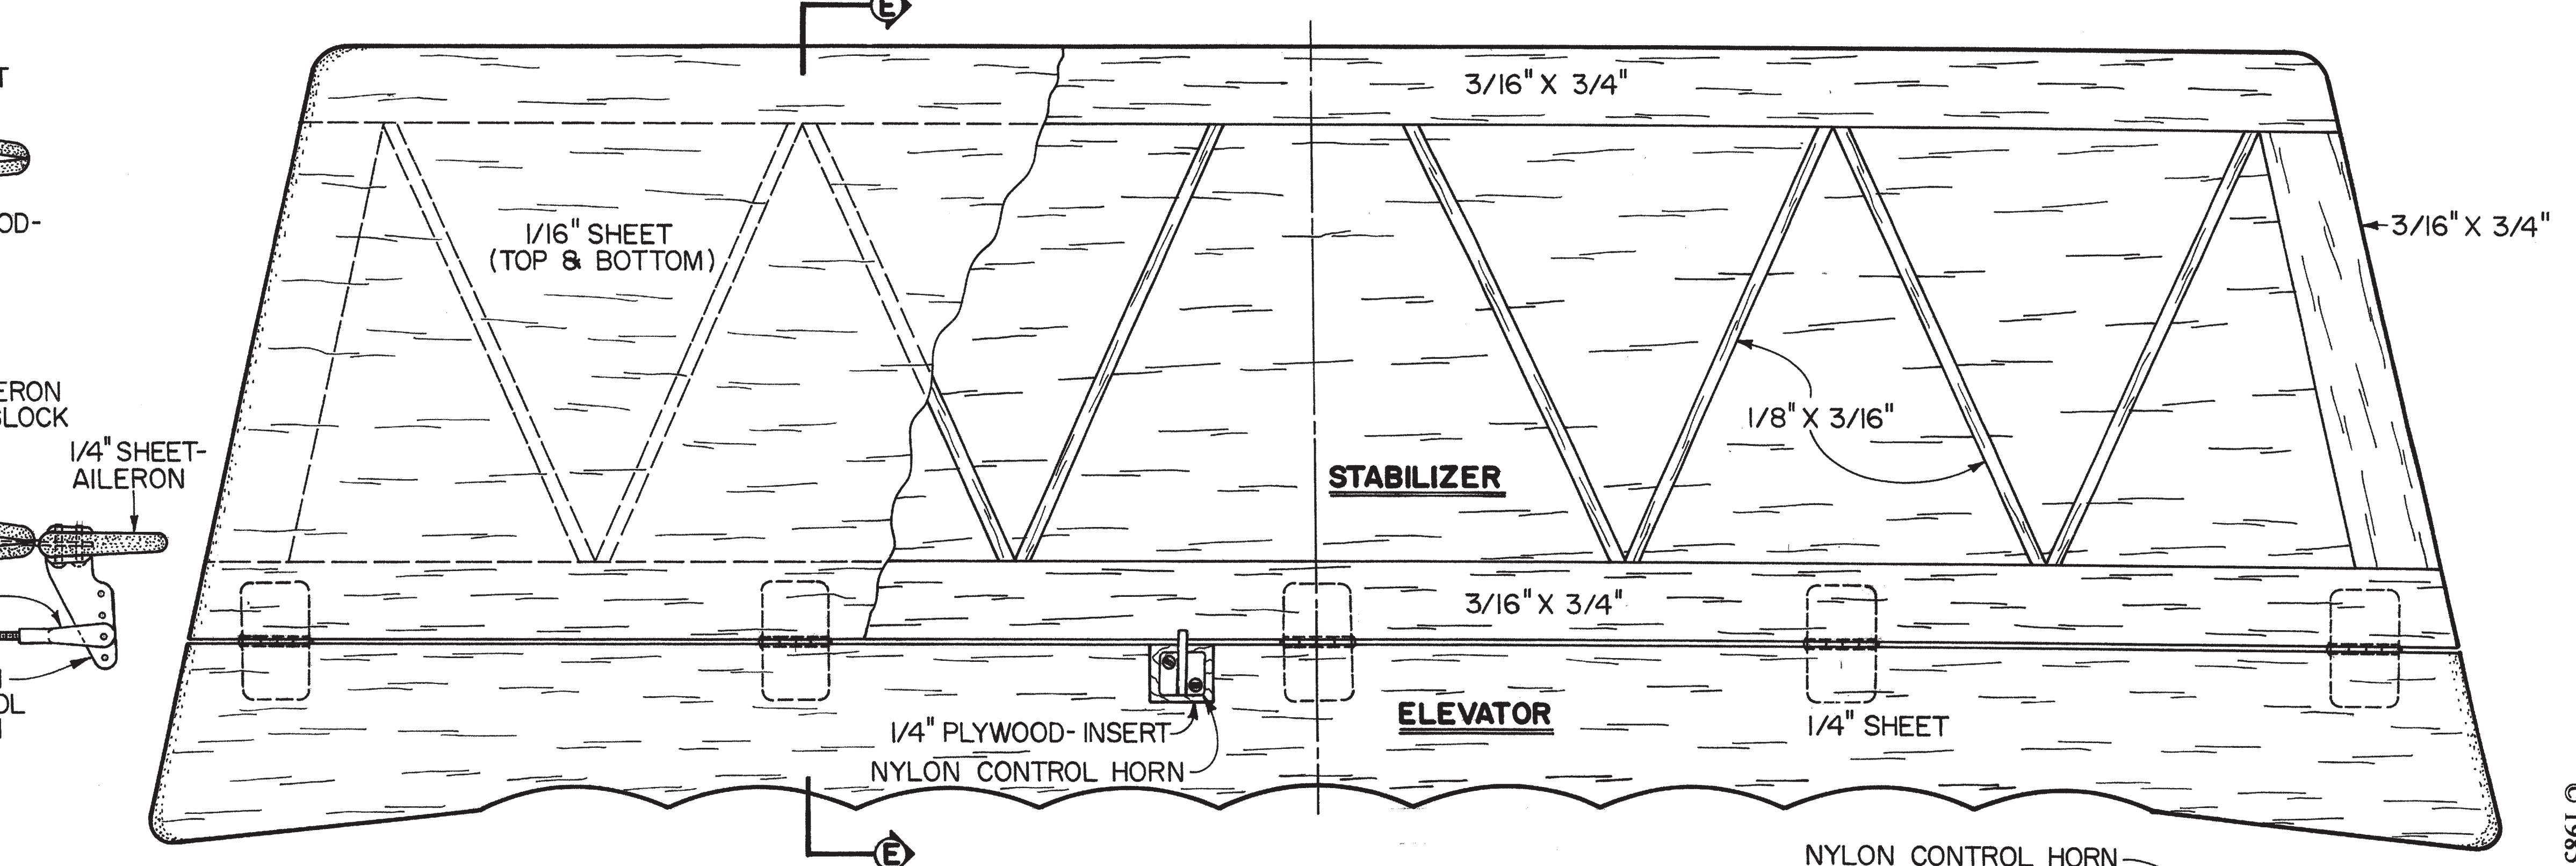 E
3/16" X 3/4"
1/16" SHEET
(TOP & BOTTOM)
3/16" X 3/4"
1/8" X 3/16"
1/4" SHEET-
AILERON
STABILIZER
3/16" X 3/4"
1/4" PLYWOOD-INSERT
NYLON CONTROL HORN
ELEVATOR
1/4" SHEET
E
NYLON CONTROL HORN